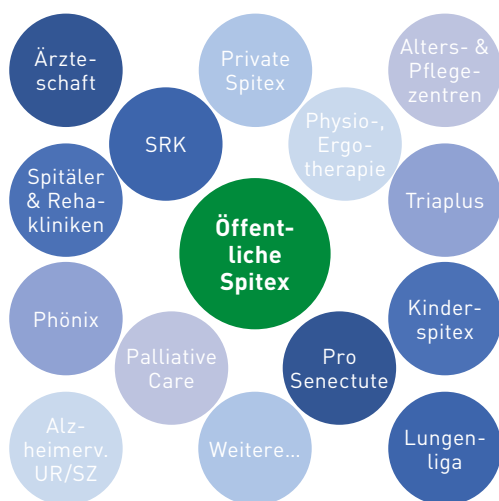 Ärzte-
schaft
Private
Spitex
Alters- &
Pflege-
zentren
SRK
Physio-,
Ergo-
therapie
Spitäler
& Reha-
kliniken
Öffent-
liche
Spitex
Triaplus
Phönix
Kinder-
spitex
Palliative
Care
Pro
Senectute
Alz-
heimerv.
UR/SZ
Weitere...
Lungen-
liga